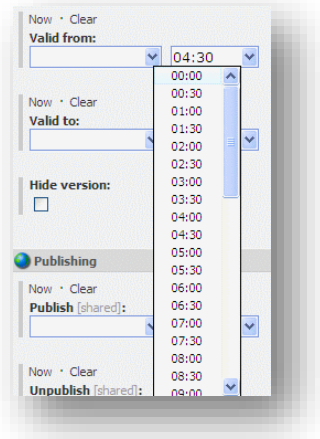 Now · Clear
Valid from:
04:30
00:00
00:30
Now · Clear
01:00
Valid to:
01:30
02:00
02:30
Hide version:
03:00
03:30
04:00
04:30
Publishing
05:00
05:30
Now · Clear
06:00
Publish [shared]:
06:30
07:00
07:30
08:00
Now · Clear
08:30
Unpublish [shared]:
09:00